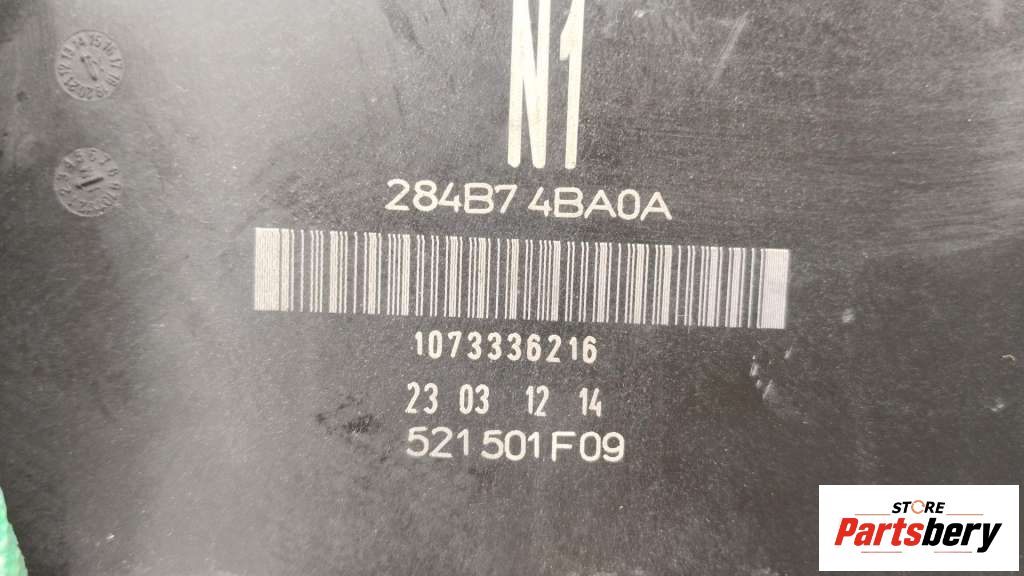 N1
284B7 4BA0A
1073336216
23 03 12 14
521501F09
STORE
Partsbery